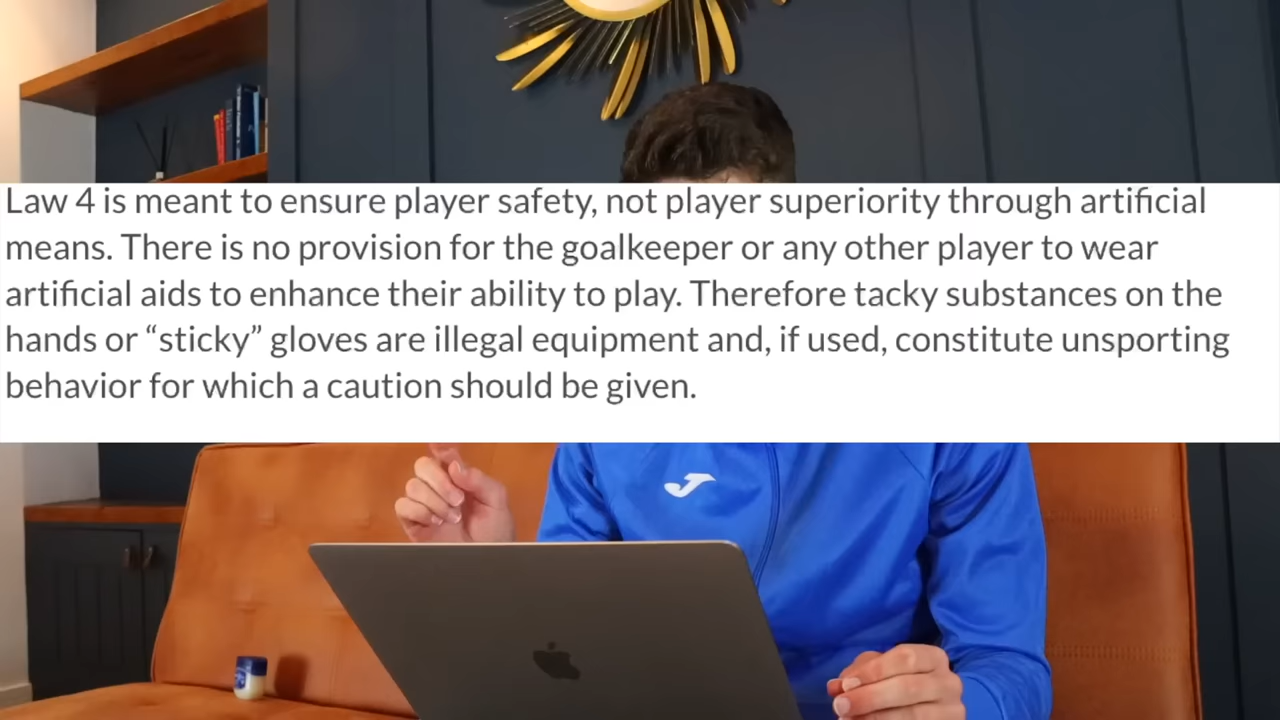 Law 4 is meant to ensure player safety, not player superiority through artificial
means. There is no provision for the goalkeeper or any other player to wear
artificial aids to enhance their ability to play. Therefore tacky substances on the
hands or “sticky” gloves are illegal equipment and, if used, constitute unsporting
behavior for which a caution should be given.